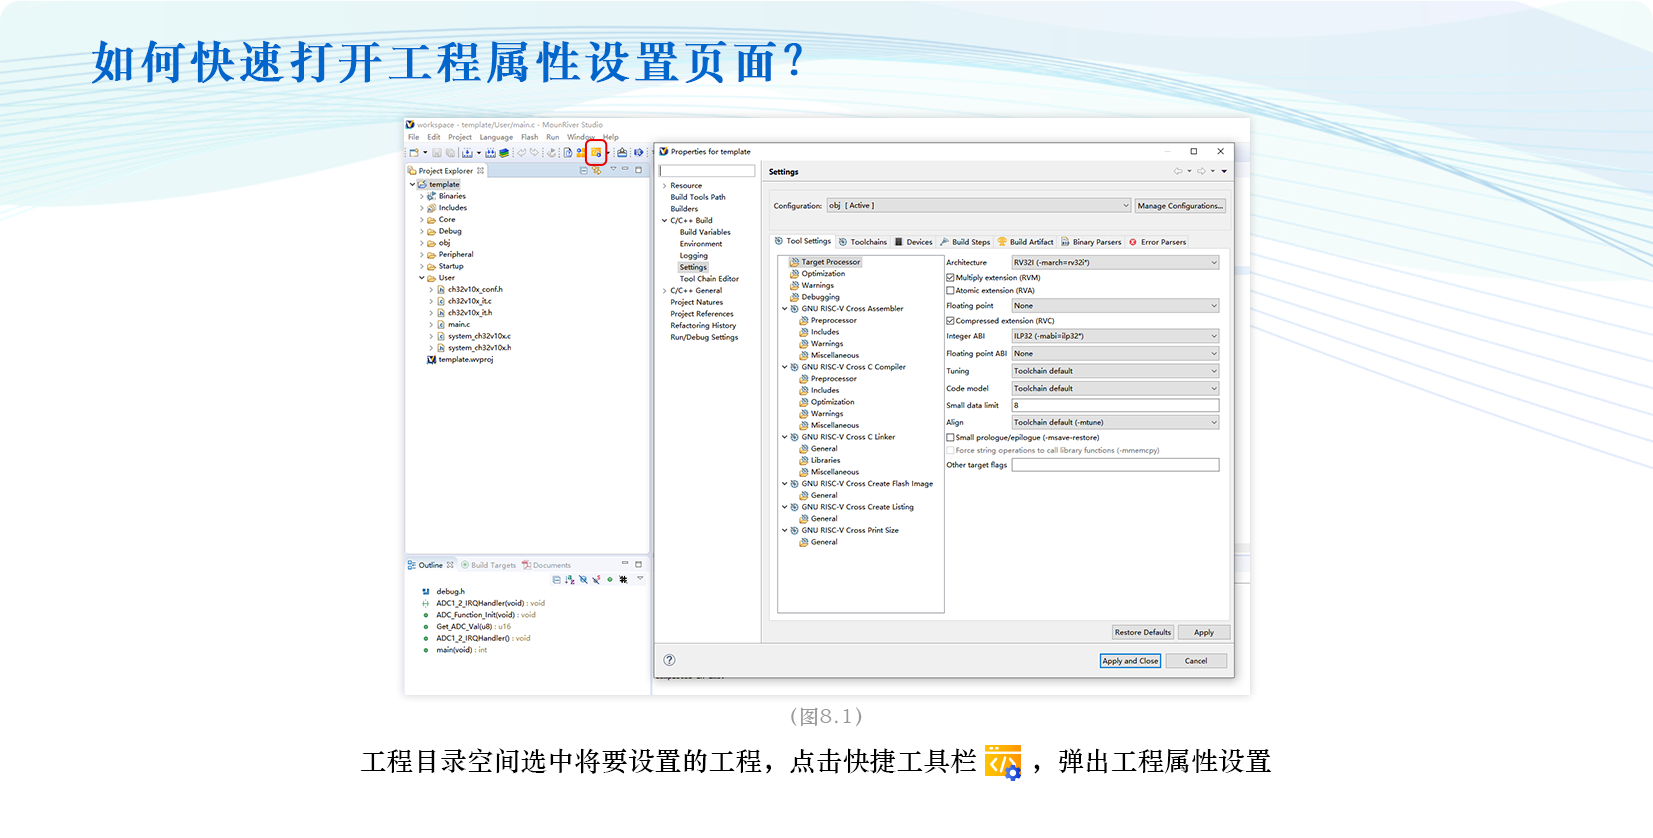 如何快速打开工程属性设置页面？
workspace - template/User/main.c - MounRiver Studio
File Edit Project Language Flash Run Window Help
Project Explorer
template
Binaries
Includes
Core
Debug
obj
Peripheral
Startup
User
ch32v10x_conf.h
ch32v10x_it.c
ch32v10x_it.h
main.c
system_ch32v10x.c
system_ch32v10x.h
template.wvproj
Outline Build Targets Documents
debug.h
ADC1_2_IRQHandler(void) : void
ADC_Function_Init(void) : void
Get_ADC_Val(u8) : u16
ADC1_2_IRQHandler() : void
main(void) : int
Properties for template
Resource
Build Tools Path
Builders
C/C++ Build
Build Variables
Environment
Logging
Settings
Tool Chain Editor
C/C++ General
Project Natures
Project References
Refactoring History
Run/Debug Settings
Settings
Configuration: obj [ Active ] Manage Configurations...
Tool Settings Toolchains Devices Build Steps Build Artifact Binary Parsers Error Parsers
Target Processor
Optimization
Warnings
Debugging
GNU RISC-V Cross Assembler
Preprocessor
Includes
Warnings
Miscellaneous
GNU RISC-V Cross C Compiler
Preprocessor
Includes
Optimization
Warnings
Miscellaneous
GNU RISC-V Cross C Linker
General
Libraries
Miscellaneous
GNU RISC-V Cross Create Flash Image
General
GNU RISC-V Cross Create Listing
General
GNU RISC-V Cross Print Size
General
Architecture RV32I (-march=rv32i*)
Multiply extension (RVM)
Atomic extension (RVA)
Floating point None
Compressed extension (RVC)
Integer ABI ILP32 (-mabi=ilp32*)
Floating point ABI None
Tuning Toolchain default
Code model Toolchain default
Small data limit 8
Align Toolchain default (-mtune)
Small prologue/epilogue (-msave-restore)
Force string operations to call library functions (-mmemcpy)
Other target flags
Restore Defaults Apply
Apply and Close Cancel
（图8.1）
工程目录空间选中将要设置的工程，点击快捷工具栏 ，弹出工程属性设置